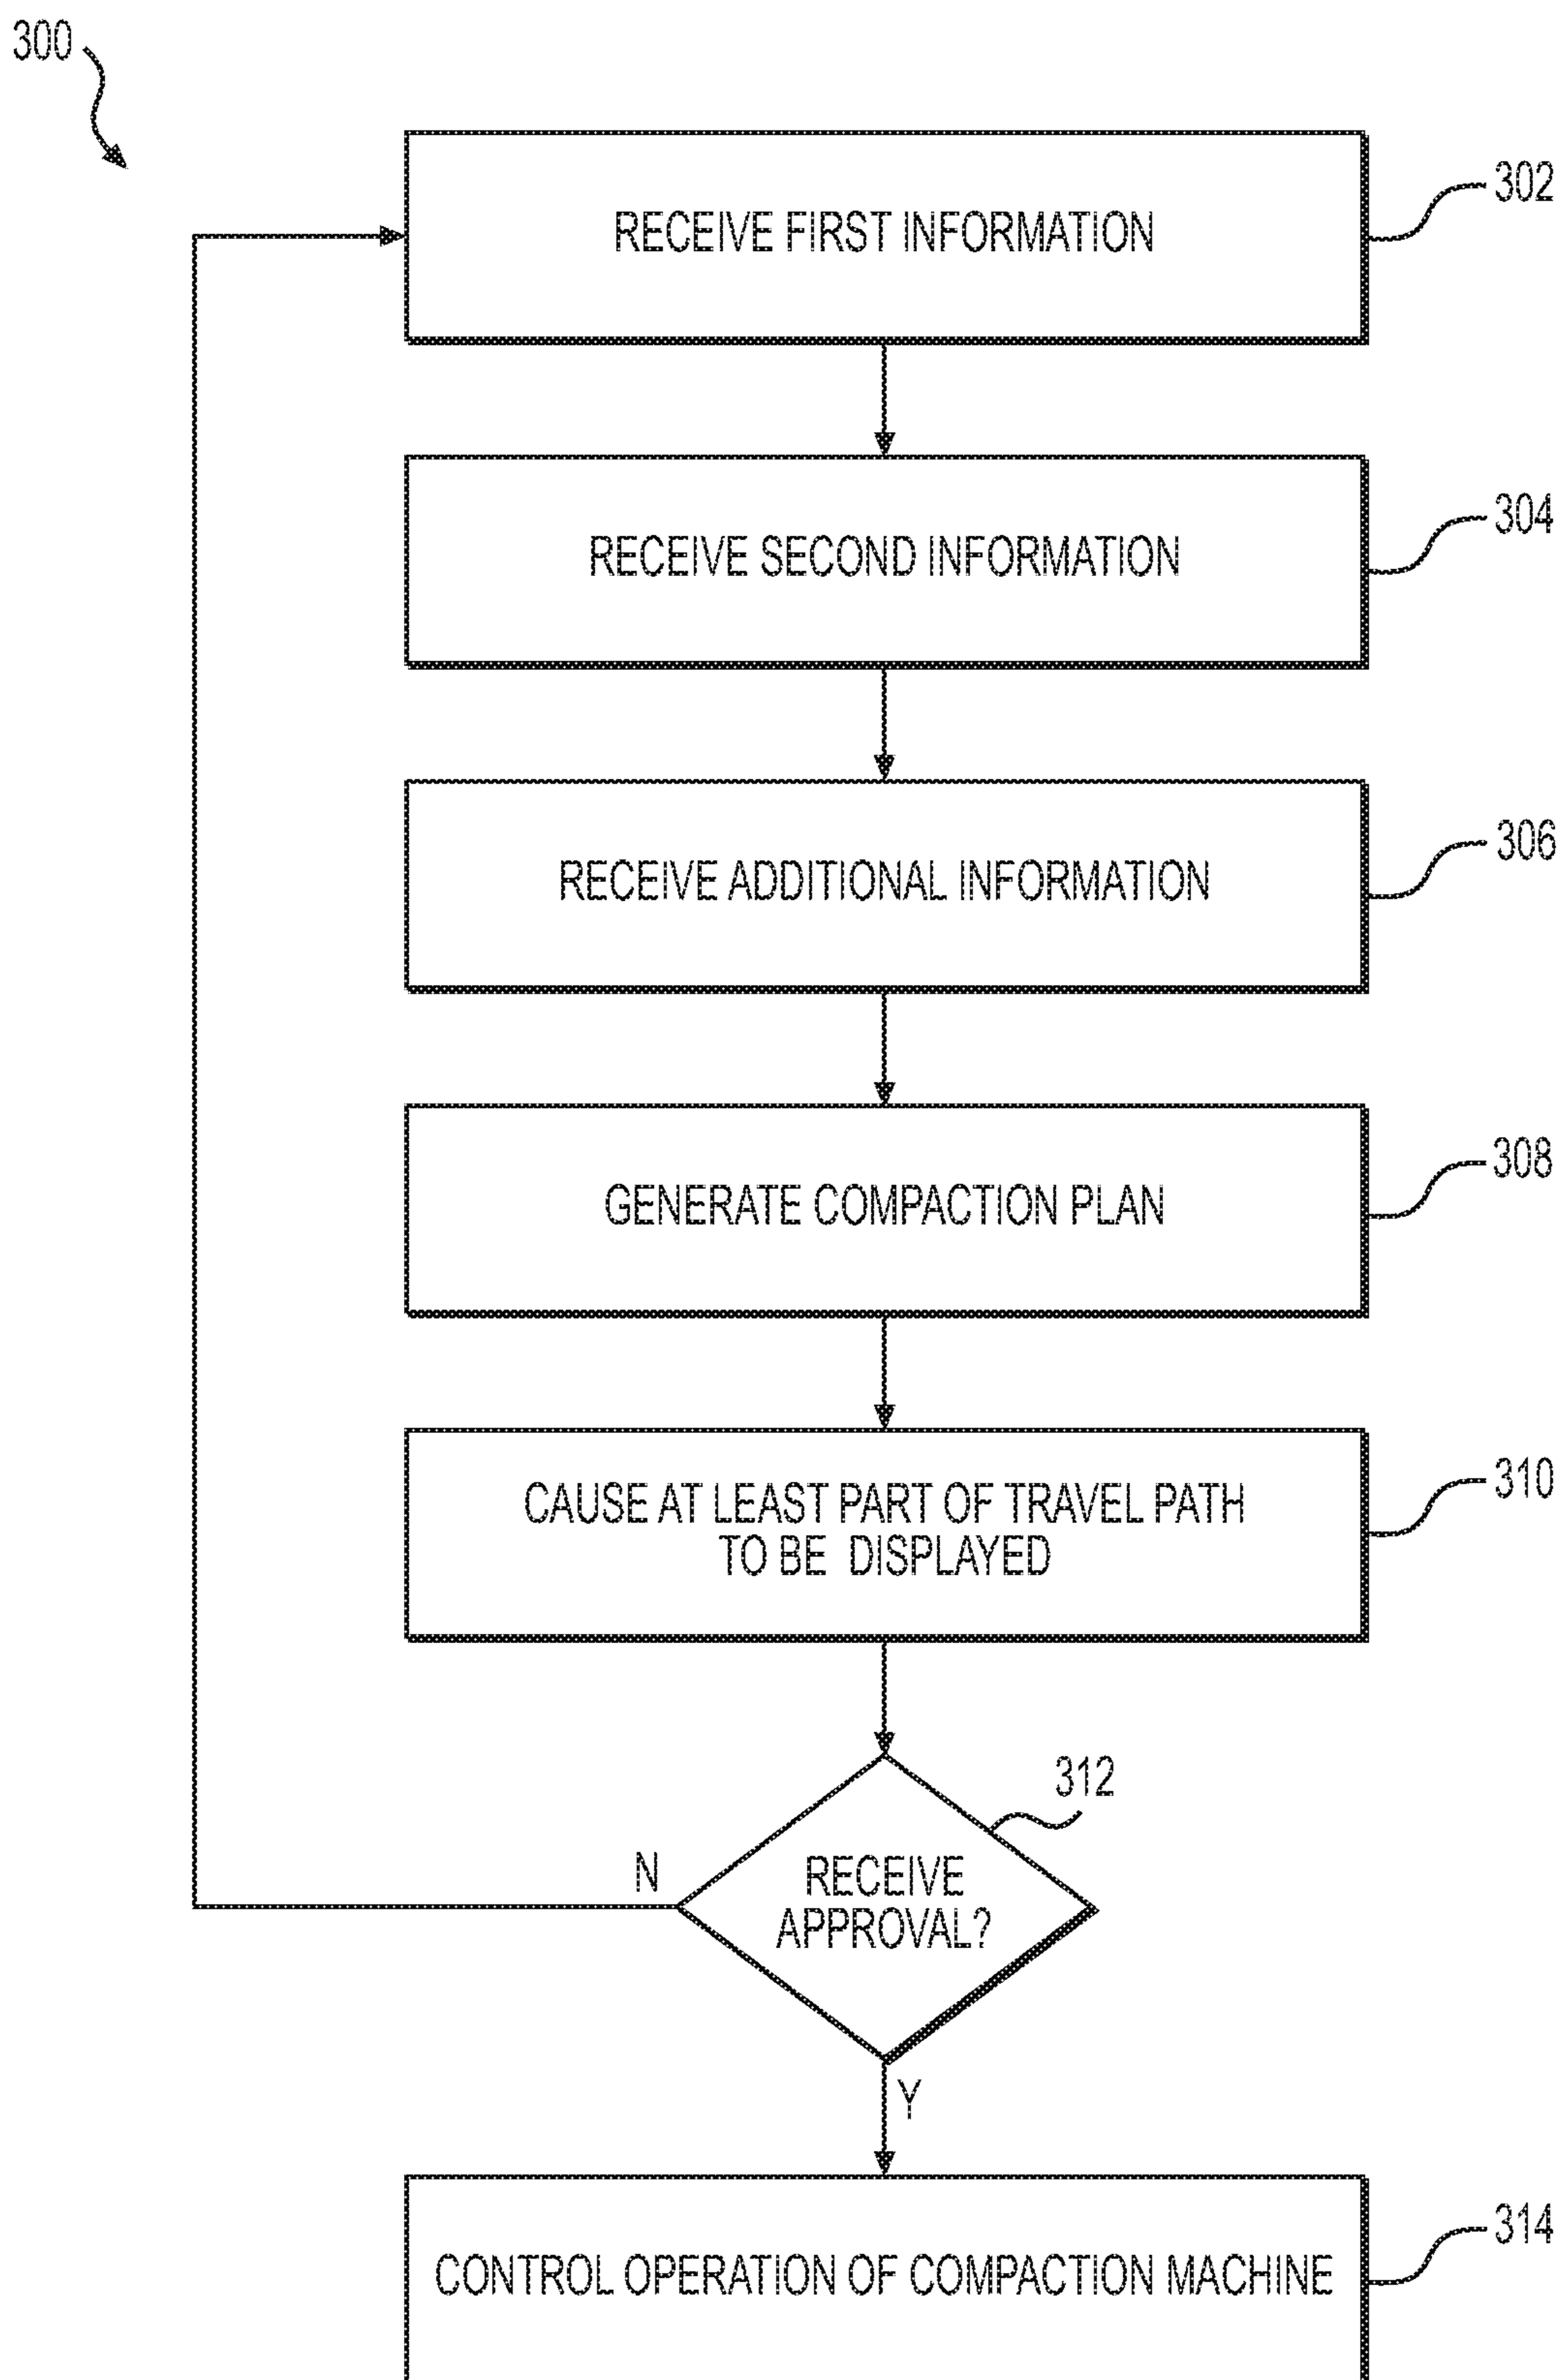 300
RECEIVE FIRST INFORMATION
302
RECEIVE SECOND INFORMATION
304
RECEIVE ADDITIONAL INFORMATION
306
GENERATE COMPACTION PLAN
308
CAUSE AT LEAST PART OF TRAVEL PATH
TO BE DISPLAYED
310
312
RECEIVE
APPROVAL?
N
Y
CONTROL OPERATION OF COMPACTION MACHINE
314